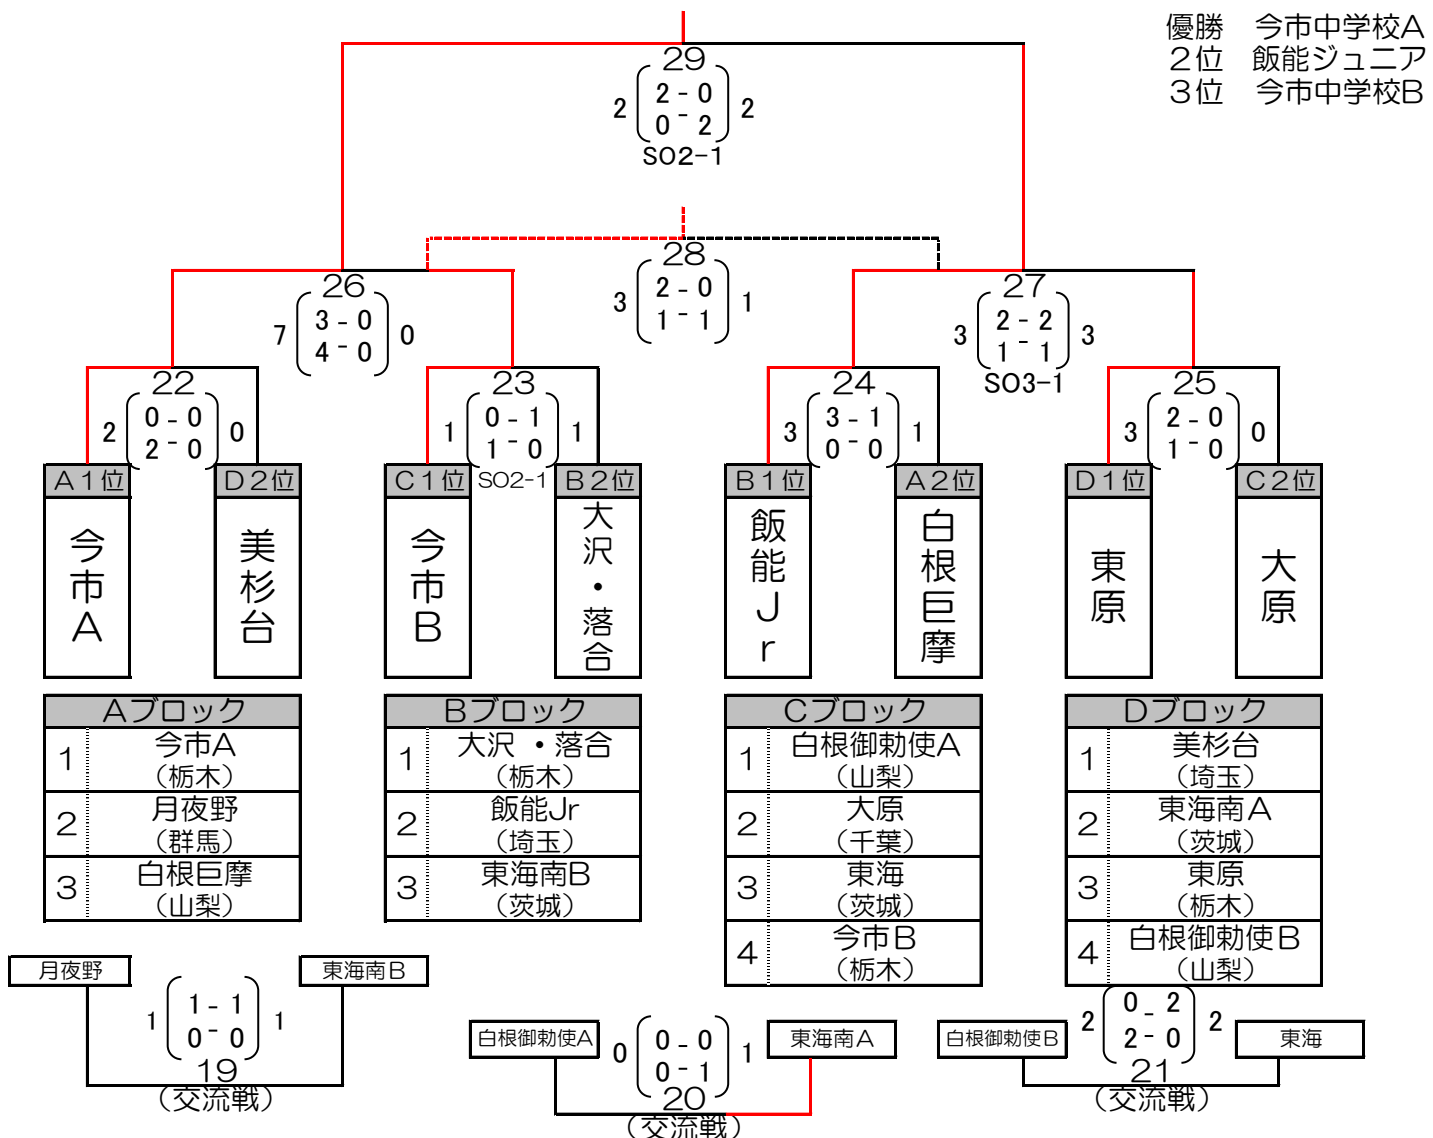 優勝　今市中学校A
２位　飯能ジュニア
３位　今市中学校B
29
2 2 - 0 2
0 - 2
SO2-1
28
3 2 - 0 1
1 - 1
26
7 3 - 0 0
4 - 0
27
3 2 - 2 3
1 - 1
SO3-1
22
2 0 - 0 0
2 - 0
23
1 0 - 1 1
1 - 0
SO2-1
24
3 3 - 1 1
0 - 0
25
3 2 - 0 0
1 - 0
A1位 D2位 C1位 B2位 B1位 A2位 D1位 C2位
今市A
美杉台
今市B
大沢・落合
飯能Jr
白根巨摩
東原
大原
Aブロック
1 今市A
（栃木）
2 月夜野
（群馬）
3 白根巨摩
（山梨）
Bブロック
1 大沢 ・落合
（栃木）
2 飯能Jr
（埼玉）
3 東海南B
（茨城）
Cブロック
1 白根御勅使A
（山梨）
2 大原
（千葉）
3 東海
（茨城）
4 今市B
（栃木）
Dブロック
1 美杉台
（埼玉）
2 東海南A
（茨城）
3 東原
（栃木）
4 白根御勅使B
（山梨）
月夜野 東海南B
1 1 - 1 1
0 - 0
19
（交流戦）
白根御勅使A 東海南A
0 0 - 0 1
0 - 1
20
（交流戦）
白根御勅使B 東海
2 0 - 2 2
2 - 0
21
（交流戦）